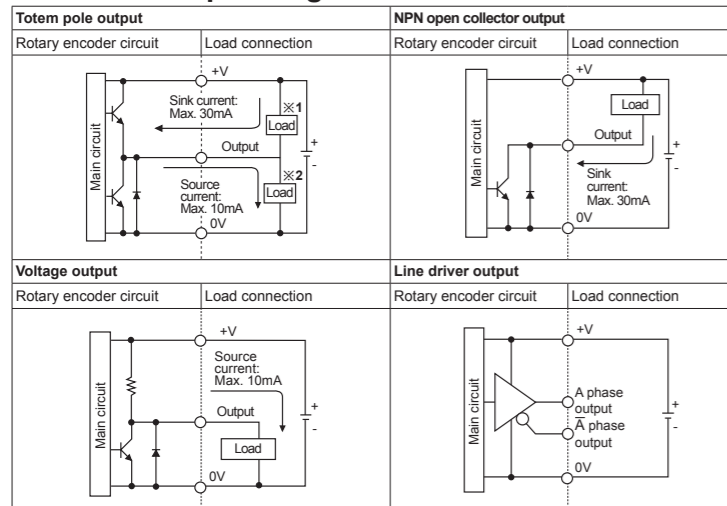 Totem pole output
Rotary encoder circuit
Load connection
Main circuit
+V
Sink current:
Max. 30mA
※1
Load
Output
※2
Load
Source
current:
Max. 10mA
0V
+
-
NPN open collector output
Rotary encoder circuit
Load connection
Main circuit
+V
Load
Output
Sink
current:
Max. 30mA
0V
+
-
Voltage output
Rotary encoder circuit
Load connection
Main circuit
+V
Source
current:
Max. 10mA
Output
Load
0V
+
-
Line driver output
Rotary encoder circuit
Load connection
Main circuit
+V
A phase
output
A̅ phase
output
0V
+
-